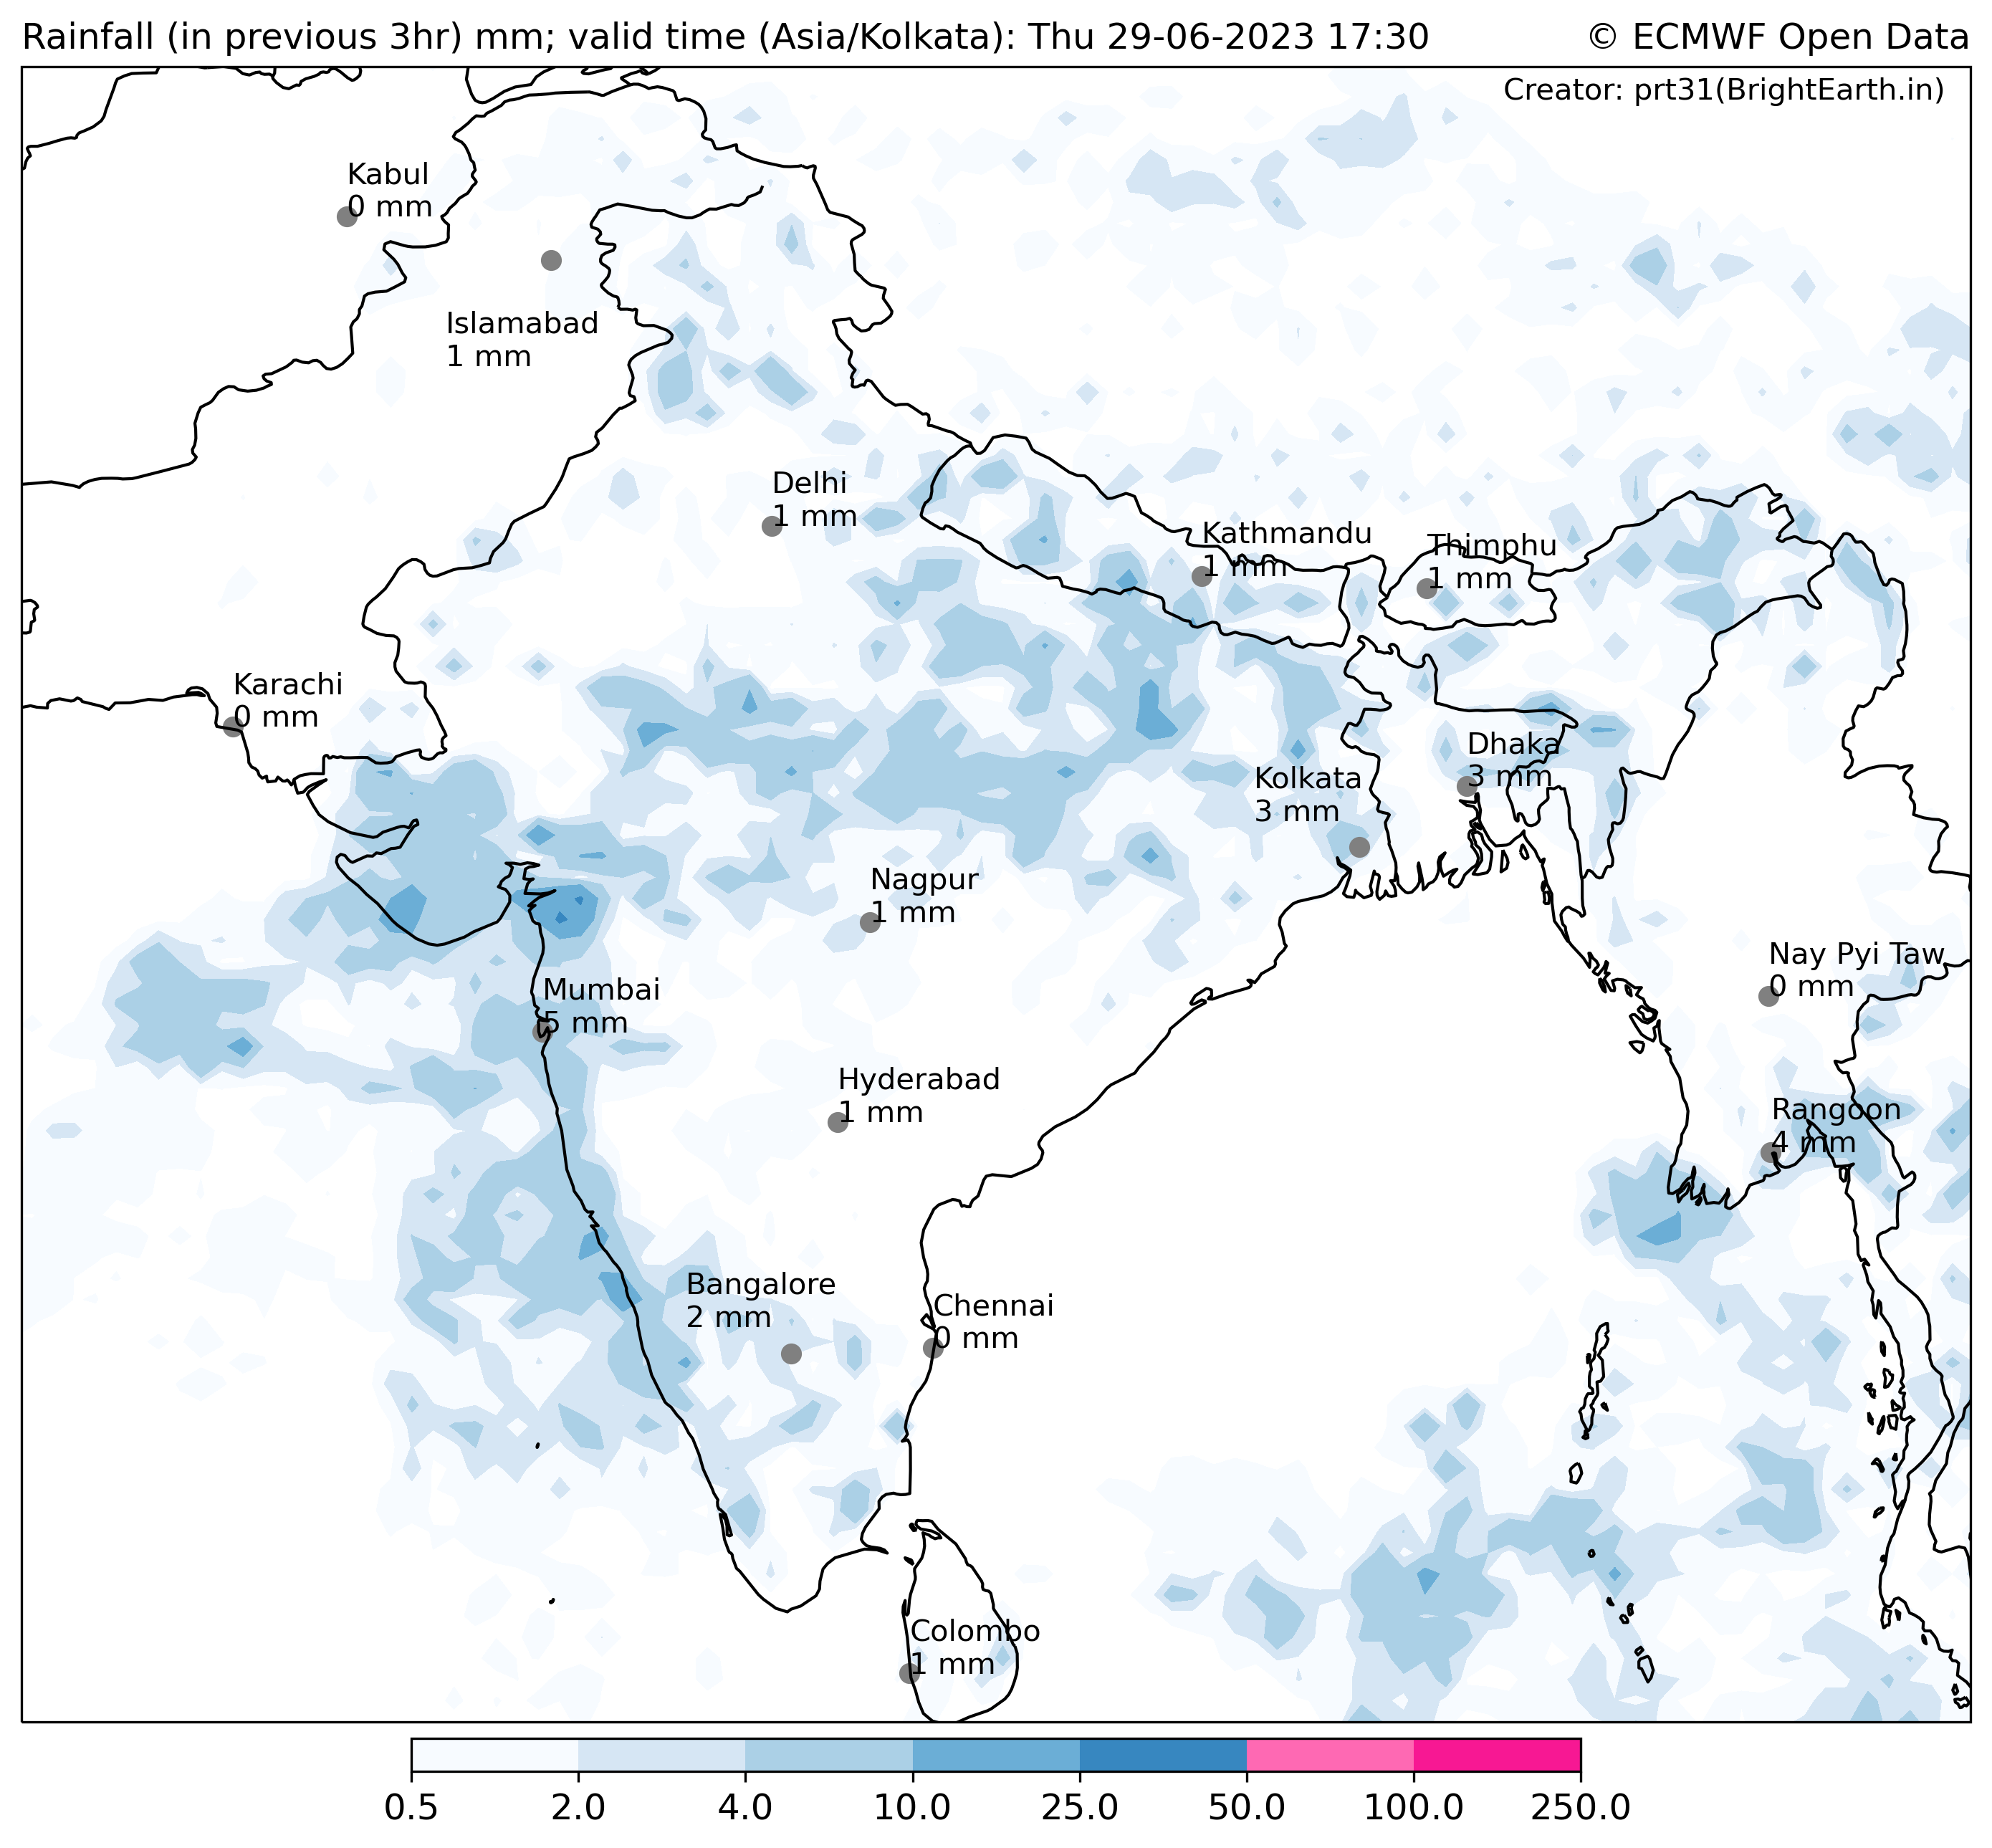 Rainfall (in previous 3hr) mm; valid time (Asia/Kolkata): Thu 29-06-2023 17:30
© ECMWF Open Data
Creator: prt31(BrightEarth.in)
Kabul
0 mm
Islamabad
1 mm
Delhi
1 mm
Kathmandu
1 mm
Thimphu
1 mm
Karachi
0 mm
Dhaka
3 mm
Kolkata
3 mm
Nagpur
1 mm
Nay Pyi Taw
0 mm
Mumbai
5 mm
Hyderabad
1 mm
Rangoon
4 mm
Bangalore
2 mm
Chennai
0 mm
Colombo
1 mm
0.5 2.0 4.0 10.0 25.0 50.0 100.0 250.0